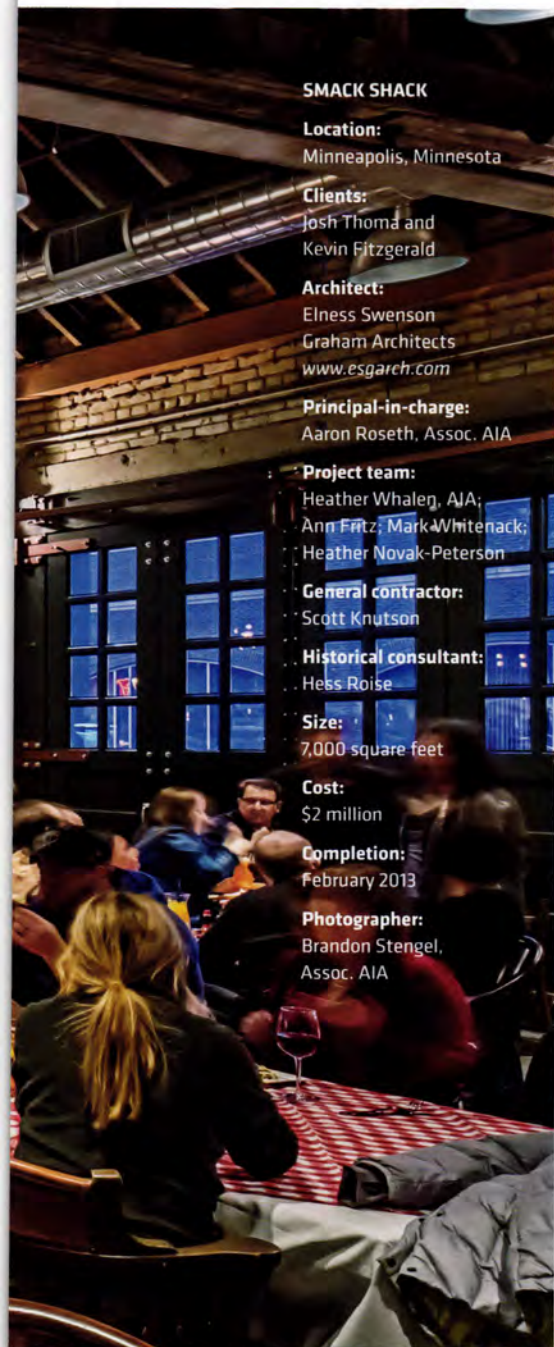 SMACK SHACK
Location:
Minneapolis, Minnesota
Clients:
Josh Thoma and
Kevin Fitzgerald
Architect:
Elness Swenson
Graham Architects
www.esgarch.com
Principal-in-charge:
Aaron Roseth, Assoc. AIA
Project team:
Heather Whalen, AIA;
Ann Fritz; Mark Whitenack;
Heather Novak-Peterson
General contractor:
Scott Knutson
Historical consultant:
Hess Roise
Size:
7,000 square feet
Cost:
$2 million
Completion:
February 2013
Photographer:
Brandon Stengel,
Assoc. AIA